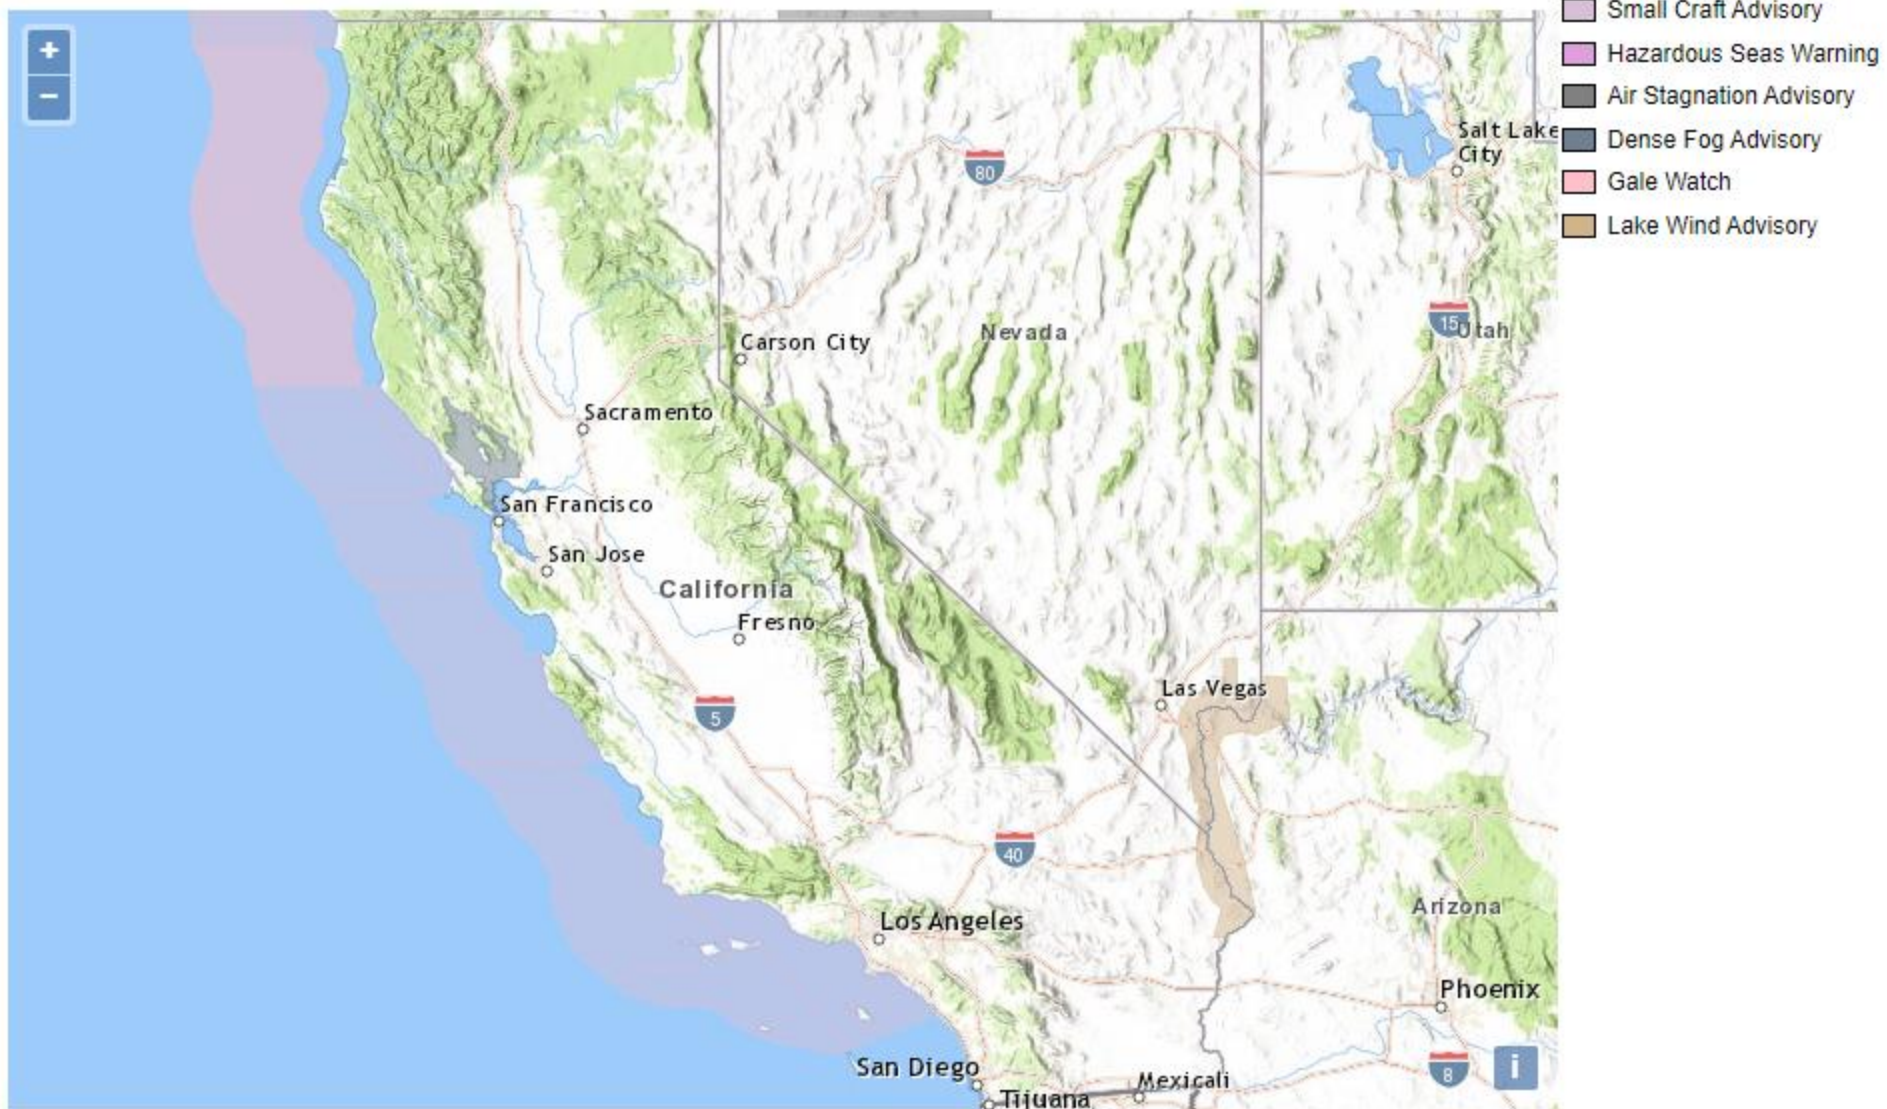 Small Craft Advisory
+
Hazardous Seas Warning
−
Air Stagnation Advisory
Dense Fog Advisory
Salt Lake
City
80
Gale Watch
Lake Wind Advisory
15
Utah
Nevada
Carson City
Sacramento
San Francisco
San Jose
California
Fresno
Las Vegas
5
40
Arizona
Los Angeles
Phoenix
San Diego
i
8
Mexicali
Tijuana